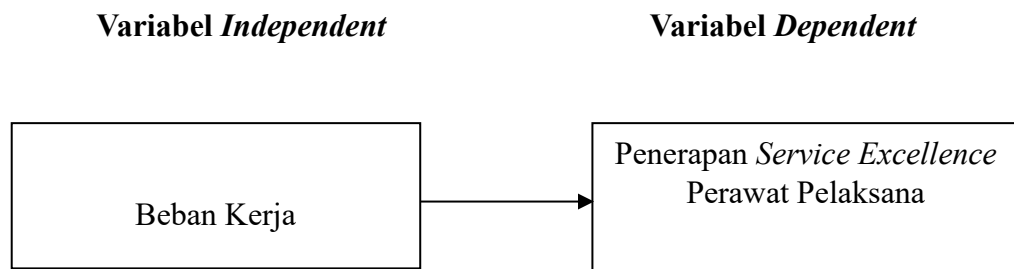 Variabel Independent
Variabel Dependent
Beban Kerja
Penerapan Service Excellence
Perawat Pelaksana